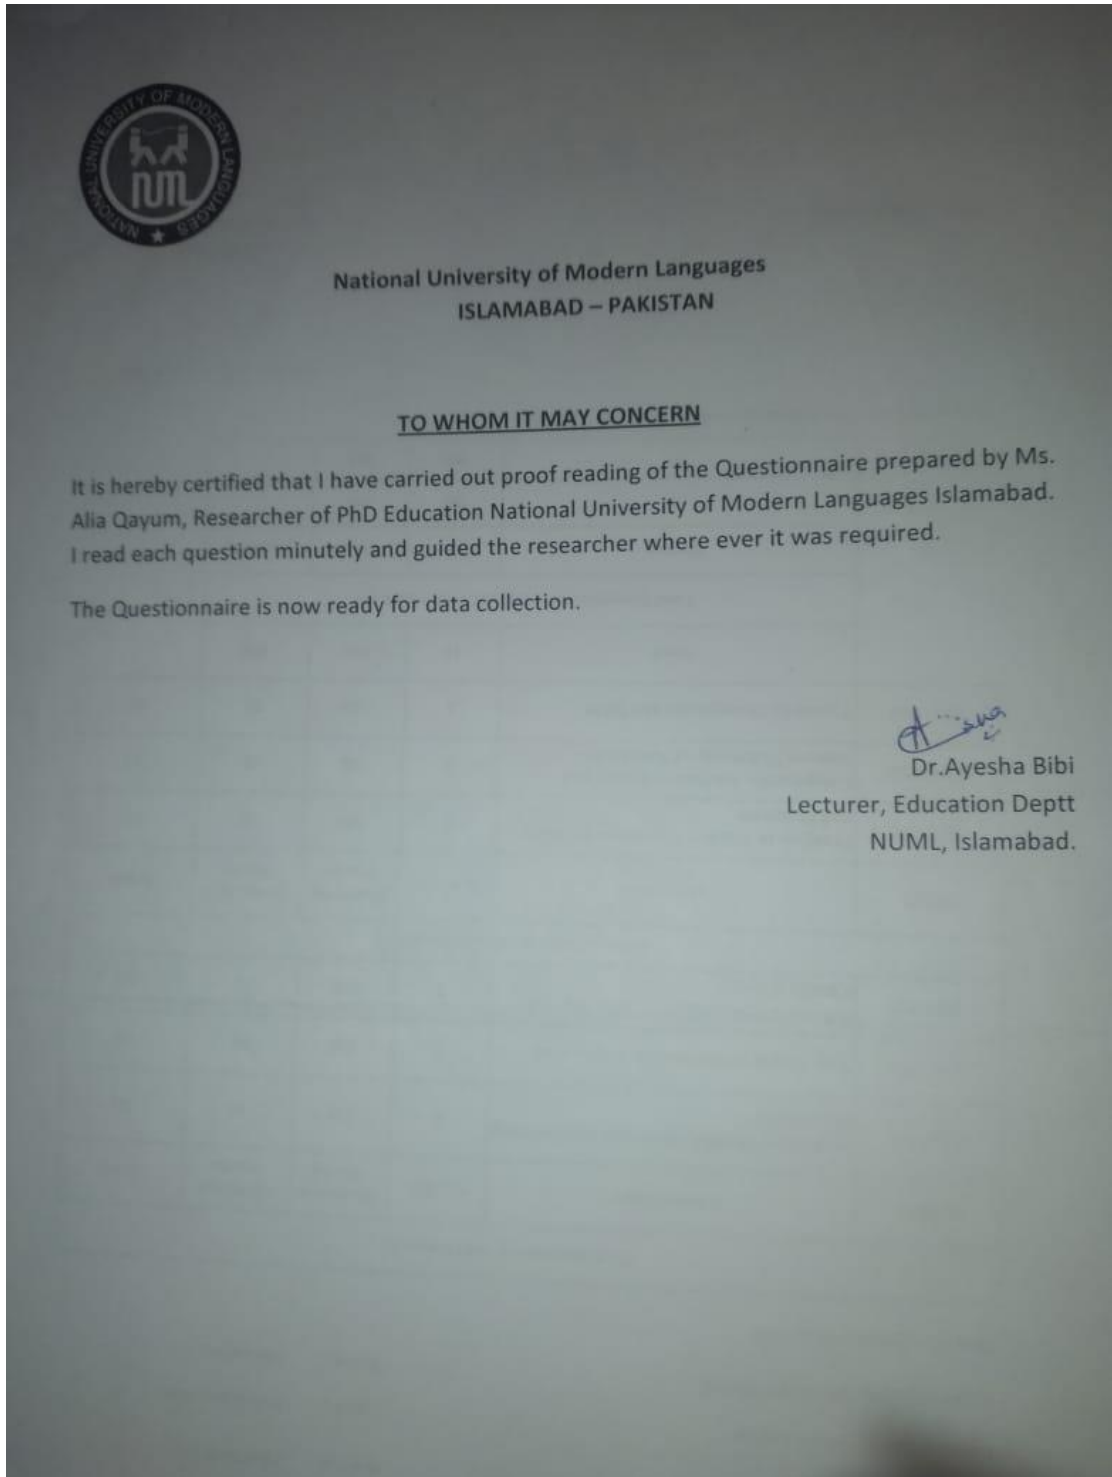 NATIONAL UNIVERSITY OF MODERN LANGUAGES
NUML
National University of Modern Languages
ISLAMABAD – PAKISTAN
TO WHOM IT MAY CONCERN
It is hereby certified that I have carried out proof reading of the Questionnaire prepared by Ms.
Alia Qayum, Researcher of PhD Education National University of Modern Languages Islamabad.
I read each question minutely and guided the researcher where ever it was required.
The Questionnaire is now ready for data collection.
Dr.Ayesha Bibi
Lecturer, Education Deptt
NUML, Islamabad.